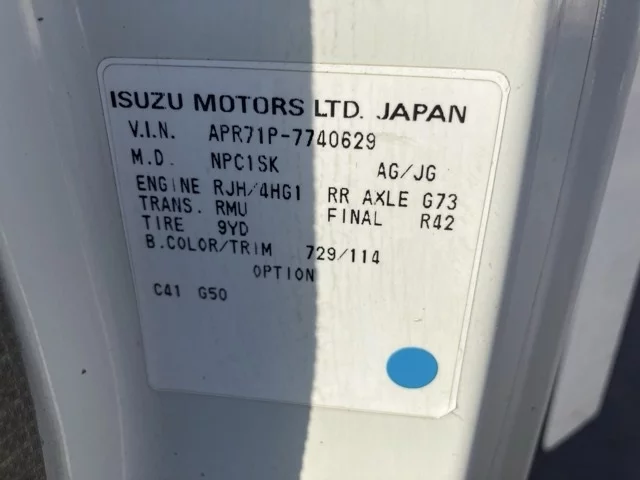 ISUZU MOTORS LTD. JAPAN
V.I.N. APR71P-7740629
M.D. NPC1SK AG/JG
ENGINE RJH/4HG1 RR AXLE G73
TRANS. RMU FINAL R42
TIRE 9YD
B.COLOR/TRIM 729/114
OPTION
C41 G50